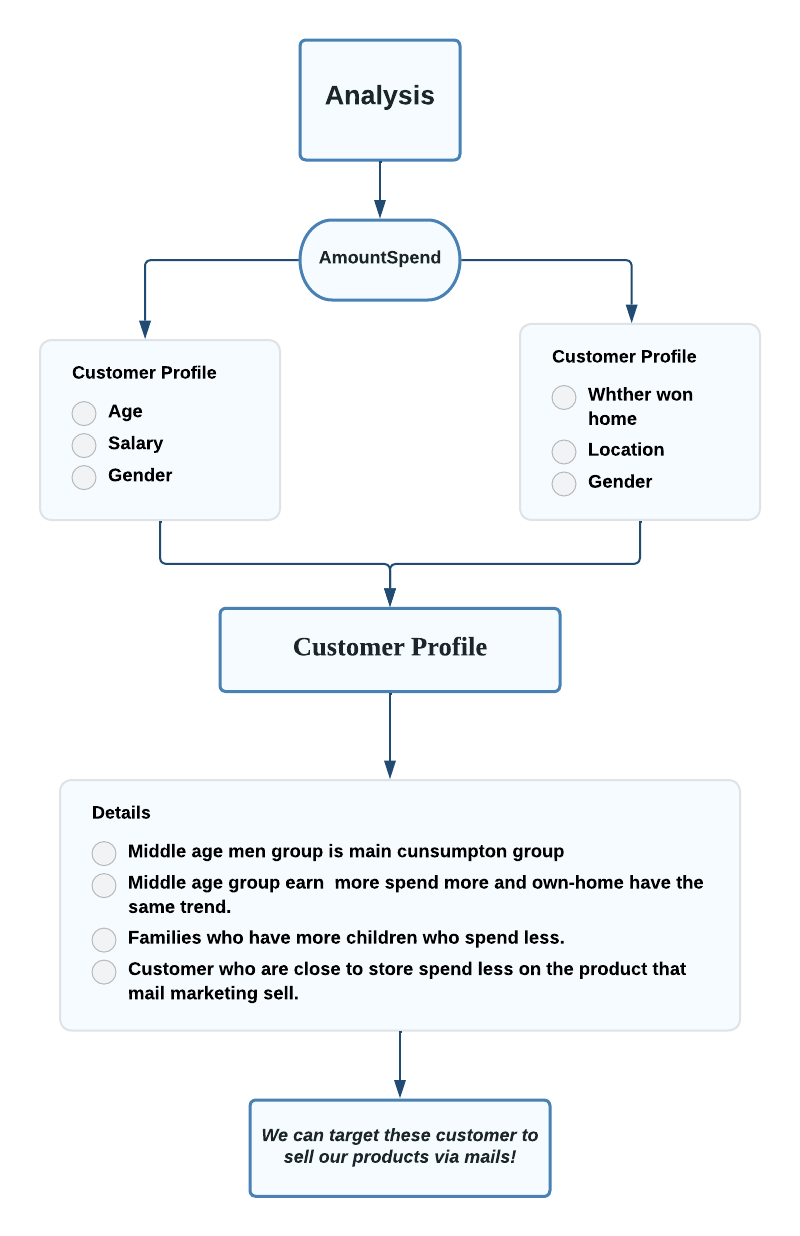 Analysis
AmountSpend
Customer Profile
Age
Salary
Gender
Customer Profile
Whther won
home
Location
Gender
Customer Profile
Details
Middle age men group is main cunsumpton group
Middle age group earn  more spend more and own-home have the
same trend.
Families who have more children who spend less.
Customer who are close to store spend less on the product that
mail marketing sell.
We can target these customer to
sell our products via mails!